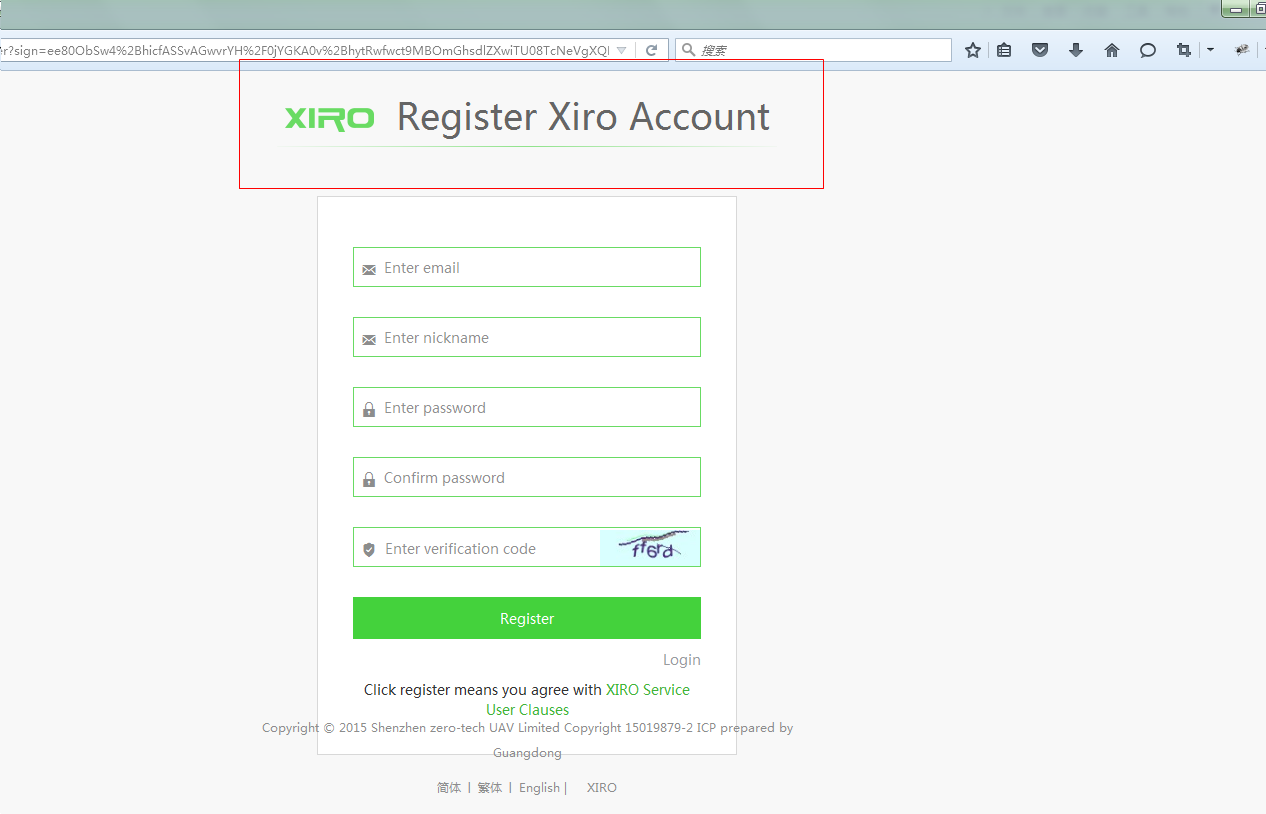 er?sign=ee80ObSw4%2BhicfASSvAGwvrYH%2F0jYGKA0v%2BhytRwfwct9MBOmGhsdlZXwiTU08TcNeVgXQI
搜索
XIRO Register Xiro Account
Enter email
Enter nickname
Enter password
Confirm password
Enter verification code ff6rd
Register
Login
Click register means you agree with XIRO Service
User Clauses
Copyright © 2015 Shenzhen zero-tech UAV Limited Copyright 15019879-2 ICP prepared by
Guangdong
简体 | 繁体 | English | XIRO